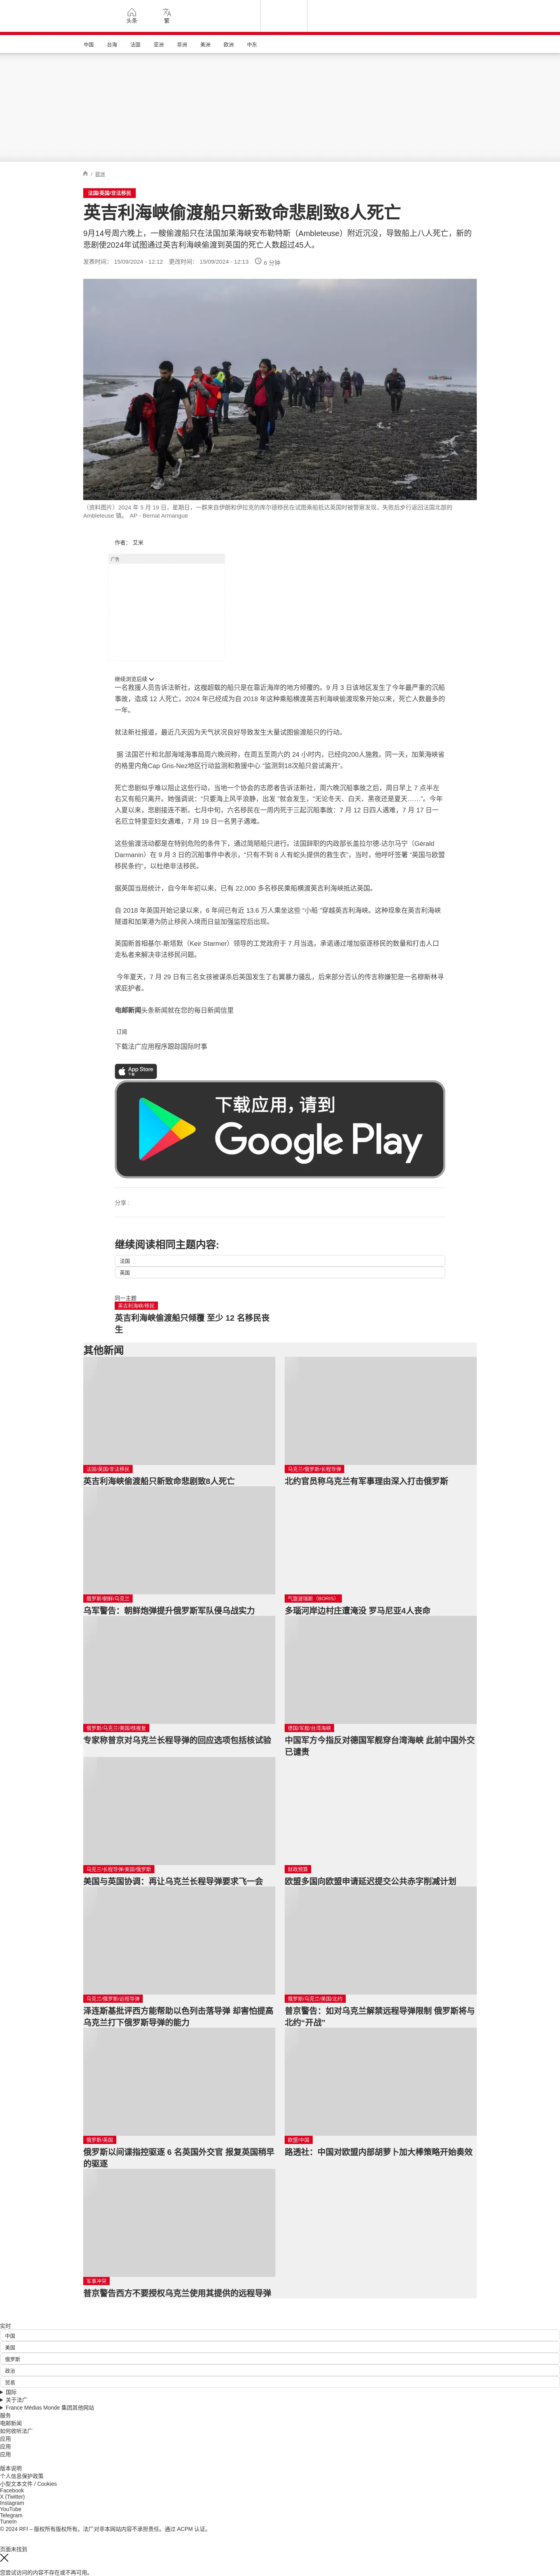 头条
繁
中国
台海
法国
亚洲
非洲
美洲
欧洲
中东
/ 欧洲
法国/英国/非法移民
英吉利海峡偷渡船只新致命悲剧致8人死亡
9月14号周六晚上，一艘偷渡船只在法国加莱海峡安布勒特斯（Ambleteuse）附近沉没，导致船上八人死亡，新的
悲剧使2024年试图通过英吉利海峡偷渡到英国的死亡人数超过45人。
发表时间： 15/09/2024 - 12:12 更改时间： 15/09/2024 - 12:13 6 分钟
（资料图片）2024 年 5 月 19 日，星期日，一群来自伊朗和伊拉克的库尔德移民在试图乘船抵达英国时被警察发现、失败后步行返回法国北部的
Ambleteuse 镇。 AP - Bernat Armangue
作者： 艾米
广告
继续浏览后续
一名救援人员告诉法新社，这艘超载的船只是在靠近海岸的地方倾覆的。9 月 3 日该地区发生了今年最严重的沉船
事故，造成 12 人死亡。2024 年已经成为自 2018 年这种乘船横渡英吉利海峡偷渡现象开始以来，死亡人数最多的
一年。
就法新社报道，最近几天因为天气状况良好导致发生大量试图偷渡船只的行动。
据 法国芒什和北部海域海事局周六晚间称，在周五至周六的 24 小时内，已经向200人施救。同一天，加莱海峡省
的格里内角Cap Gris-Nez地区行动监测和救援中心 “监测到18次船只尝试离开”。
死亡悲剧似乎难以阻止这些行动，当地一个协会的志愿者告诉法新社，周六晚沉船事故之后，周日早上 7 点半左
右又有船只离开。她强调说：“只要海上风平浪静，出发 ”就会发生，“无论冬天、白天、黑夜还是夏天……”。今年
入夏以来，悲剧接连不断。七月中旬，六名移民在一周内死于三起沉船事故：7 月 12 日四人遇难，7 月 17 日一
名厄立特里亚妇女遇难，7 月 19 日一名男子遇难。
这些偷渡活动都是在特别危险的条件下，通过简陋船只进行。法国辞职的内政部长盖拉尔德-达尔马宁（Gérald
Darmanin）在 9 月 3 日的沉船事件中表示，“只有不到 8 人有蛇头提供的救生衣”。当时，他呼吁签署 “英国与欧盟
移民条约”，以杜绝非法移民。
据英国当局统计，自今年年初以来，已有 22,000 多名移民乘船横渡英吉利海峡抵达英国。
自 2018 年英国开始记录以来，6 年间已有近 13.6 万人乘坐这些 “小船 ”穿越英吉利海峡。这种现象在英吉利海峡
隧道和加莱港为防止移民入境而日益加强监控后出现。
英国新首相基尔-斯塔默（Keir Starmer）领导的工党政府于 7 月当选，承诺通过增加驱逐移民的数量和打击人口
走私者来解决非法移民问题。
今年夏天，7 月 29 日有三名女孩被谋杀后英国发生了右翼暴力骚乱，后来部分否认的传言称嫌犯是一名穆斯林寻
求庇护者。
电邮新闻头条新闻就在您的每日新闻信里
订阅
下载法广应用程序跟踪国际时事
App Store
下载
下载应用，请到
Google Play
分享 :
继续阅读相同主题内容:
法国
英国
同一主题
英吉利海峡/移民
英吉利海峡偷渡船只倾覆 至少 12 名移民丧
生
其他新闻
法国/英国/非法移民
英吉利海峡偷渡船只新致命悲剧致8人死亡
乌克兰/俄罗斯/长程导弹
北约官员称乌克兰有军事理由深入打击俄罗斯
俄罗斯/朝鲜/乌克兰
乌军警告：朝鲜炮弹提升俄罗斯军队侵乌战实力
气旋波瑞斯（BORIS）
多瑙河岸边村庄遭淹没 罗马尼亚4人丧命
俄罗斯/乌克兰/美国/核报复
专家称普京对乌克兰长程导弹的回应选项包括核试验
德国/军舰/台湾海峡
中国军方今指反对德国军舰穿台湾海峡 此前中国外交
已谴责
乌克兰/长程导弹/美国/俄罗斯
美国与英国协调：再让乌克兰长程导弹要求飞一会
财政预算
欧盟多国向欧盟申请延迟提交公共赤字削减计划
乌克兰/俄罗斯/远程导弹
泽连斯基批评西方能帮助以色列击落导弹 却害怕提高
乌克兰打下俄罗斯导弹的能力
俄罗斯/乌克兰/美国/北约
普京警告：如对乌克兰解禁远程导弹限制 俄罗斯将与
北约“开战”
俄罗斯/英国
俄罗斯以间谍指控驱逐 6 名英国外交官 报复英国稍早
的驱逐
欧盟/中国
路透社：中国对欧盟内部胡萝卜加大棒策略开始奏效
军事冲突
普京警告西方不要授权乌克兰使用其提供的远程导弹
实时
中国
美国
俄罗斯
政治
贸易
国际
关于法广
France Médias Monde 集团其他网站
服务
电邮新闻
如何收听法广
应用
应用
应用
版本说明
个人信息保护政策
小型文本文件 / Cookies
Facebook
X (Twitter)
Instagram
YouTube
Telegram
TuneIn
© 2024 RFI – 版权所有版权所有。法广对非本网站内容不承担责任。通过 ACPM 认证。
页面未找到
您尝试访问的内容不存在或不再可用。